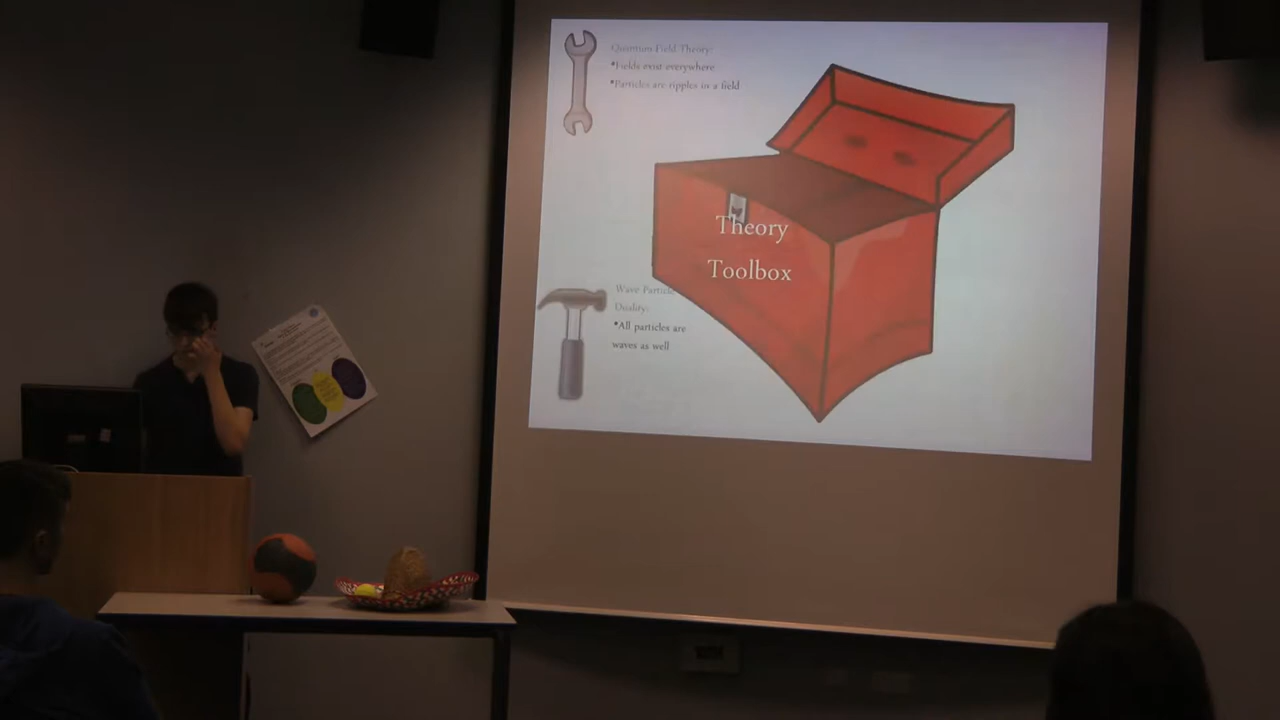 Quantum Field Theory:
*Fields exist everywhere
*Particles are ripples in a field
Theory
Toolbox
Wave Particle
Duality:
*All particles are
waves as well